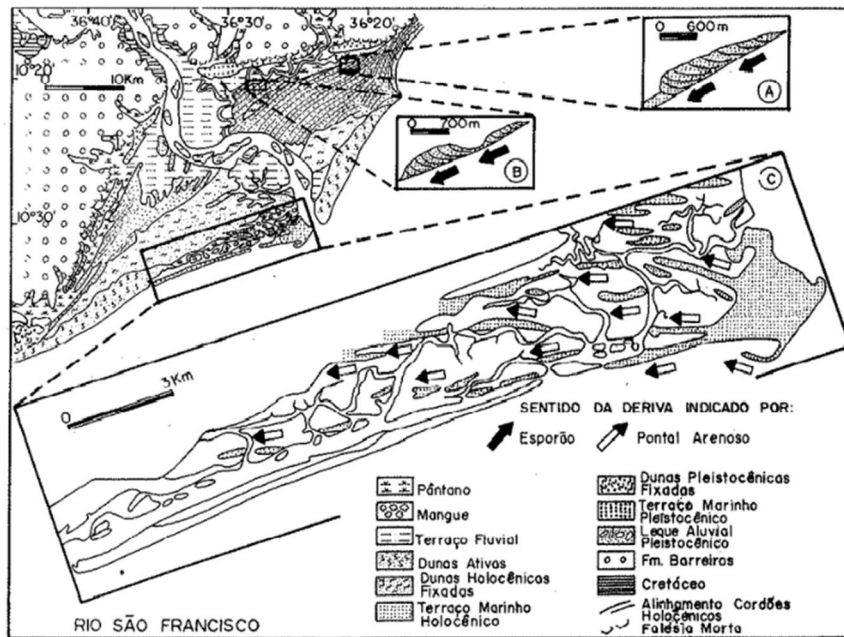 36°40'
36°30'
36°20'
10°20'
10Km
10°30'
0 600m
A
0 700m
B
C
0 3Km
SENTIDO DA DERIVA INDICADO POR:
Esporão
Pontal Arenoso
Pântano
Mangue
Terraço Fluvial
Dunas Ativas
Dunas Holocênicas
Fixadas
Terraço Marinho
Holocênico
Dunas Pleistocênicas
Fixadas
Terraço Marinho
Pleistocênico
Leque Aluvial
Pleistocênico
Fm. Barreiras
Cretáceo
Alinhamento Cordões
Holocênicos
Falésia Morta
RIO SÃO FRANCISCO